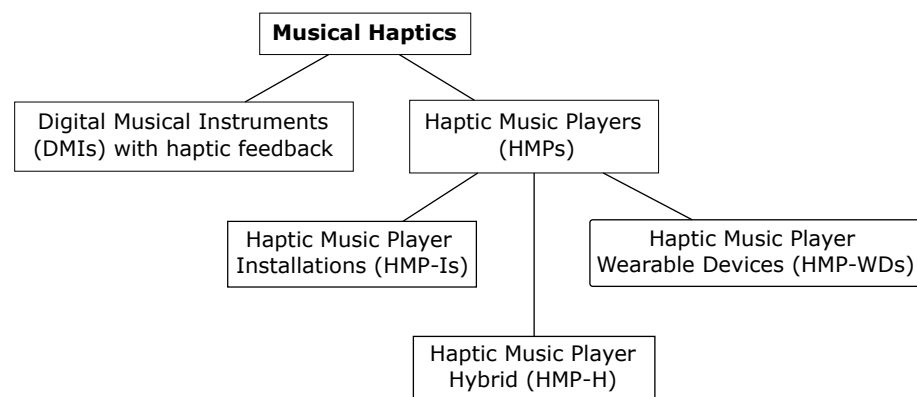 Musical Haptics
Digital Musical Instruments
(DMIs) with haptic feedback
Haptic Music Players
(HMPs)
Haptic Music Player
Installations (HMP-Is)
Haptic Music Player
Wearable Devices (HMP-WDs)
Haptic Music Player
Hybrid (HMP-H)